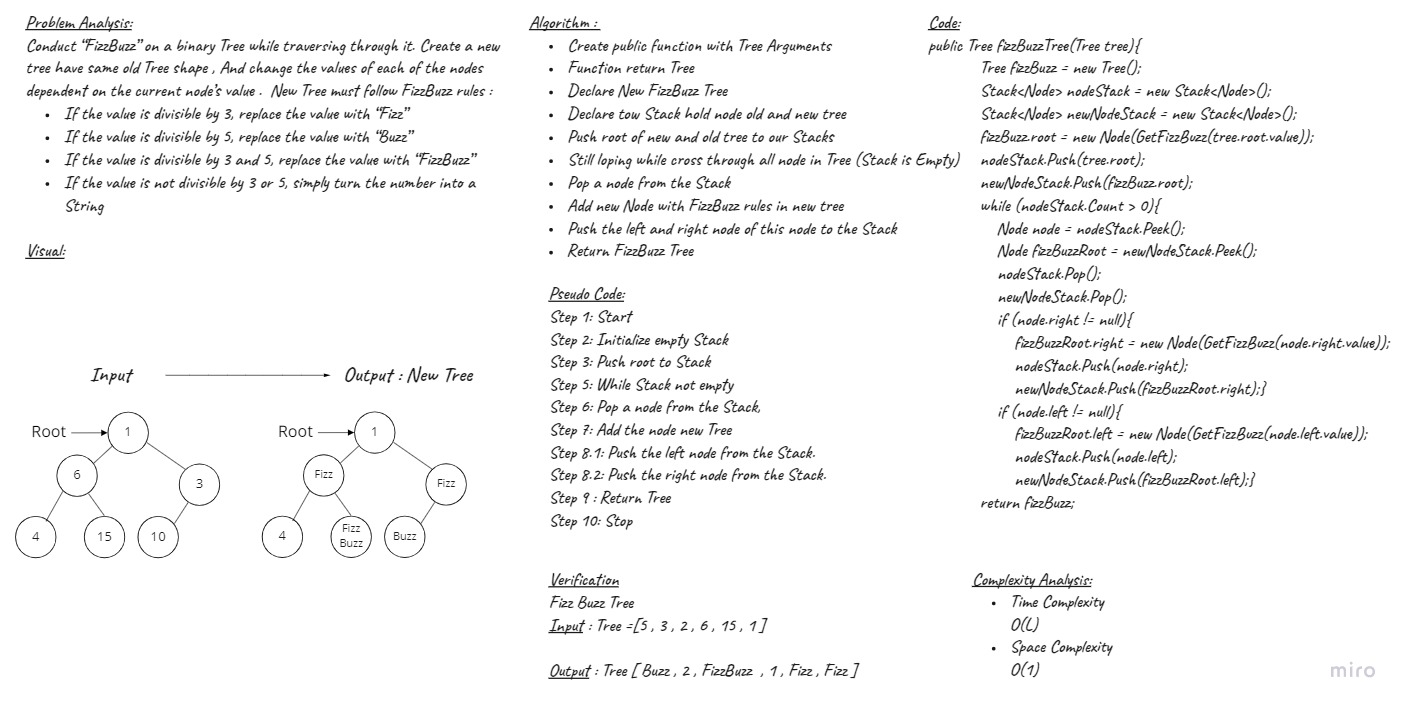 Problem Analysis:
Conduct “FizzBuzz” on a binary Tree while traversing through it. Create a new
tree have same old Tree shape , And change the values of each of the nodes
dependent on the current node's value . New Tree must follow FizzBuzz rules :
• If the value is divisible by 3, replace the value with “Fizz”
• If the value is divisible by 5, replace the value with “Buzz”
• If the value is divisible by 3 and 5, replace the value with “FizzBuzz”
• If the value is not divisible by 3 or 5, simply turn the number into a
String
Visual:
Input
Output : New Tree
Root
1
6
3
4
15
10
Root
1
Fizz
Fizz
4
Fizz
Buzz
Buzz
Algorithm :
• Create public function with Tree Arguments
• Function return Tree
• Declare New FizzBuzz Tree
• Declare tow Stack hold node old and new tree
• Push root of new and old tree to our Stacks
• Still loping while cross through all node in Tree (Stack is Empty)
• Pop a node from the Stack
• Add new Node with FizzBuzz rules in new tree
• Push the left and right node of this node to the Stack
• Return FizzBuzz Tree
Pseudo Code:
Step 1: Start
Step 2: Initialize empty Stack
Step 3: Push root to Stack
Step 5: While Stack not empty
Step 6: Pop a node from the Stack,
Step 7: Add the node new Tree
Step 8.1: Push the left node from the Stack.
Step 8.2: Push the right node from the Stack.
Step 9 : Return Tree
Step 10: Stop
Verification
Fizz Buzz Tree
Input : Tree =[5 , 3 , 2 , 6 , 15 , 1 ]
Output : Tree [ Buzz , 2 , FizzBuzz , 1 , Fizz , Fizz ]
Code:
public Tree fizzBuzzTree(Tree tree){
Tree fizzBuzz = new Tree();
Stack<Node> nodeStack = new Stack<Node>();
Stack<Node> newNodeStack = new Stack<Node>();
fizzBuzz.root = new Node(GetFizzBuzz(tree.root.value));
nodeStack.Push(tree.root);
newNodeStack.Push(fizzBuzz.root);
while (nodeStack.Count > 0){
Node node = nodeStack.Peek();
Node fizzBuzzRoot = newNodeStack.Peek();
nodeStack.Pop();
newNodeStack.Pop();
if (node.right != null){
fizzBuzzRoot.right = new Node(GetFizzBuzz(node.right.value));
nodeStack.Push(node.right);
newNodeStack.Push(fizzBuzzRoot.right);}
if (node.left != null){
fizzBuzzRoot.left = new Node(GetFizzBuzz(node.left.value));
nodeStack.Push(node.left);
newNodeStack.Push(fizzBuzzRoot.left);}
return fizzBuzz;
Complexity Analysis:
• Time Complexity
O(L)
• Space Complexity
O(1)
miro